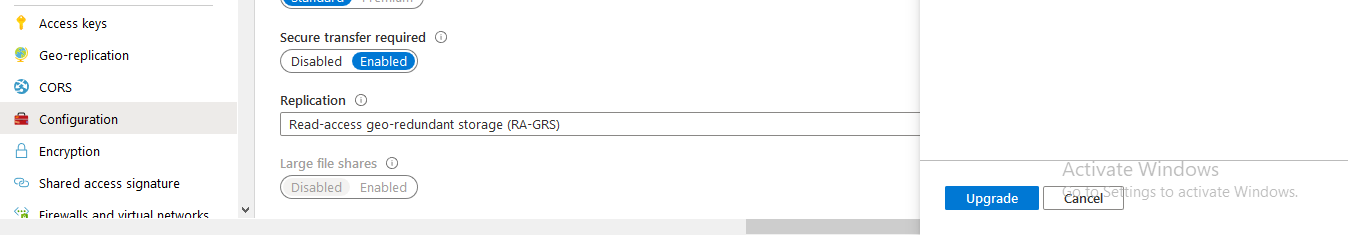 Standard Premium
Access keys
Geo-replication
CORS
Configuration
Encryption
Shared access signature
Firewalls and virtual networks
Secure transfer required
Disabled Enabled
Replication
Read-access geo-redundant storage (RA-GRS)
Large file shares
Disabled Enabled
Activate Windows
Go to Settings to activate Windows.
Upgrade
Cancel